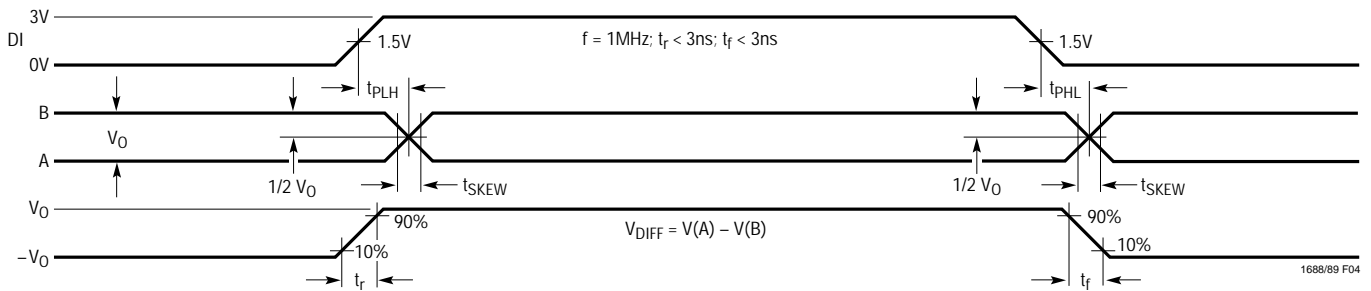 3V
DI
1.5V
f = 1MHz; tr < 3ns; tf < 3ns
1.5V
0V
tPLH
tPHL
B
VO
A
1/2 VO
tSKEW
1/2 VO
tSKEW
VO
90%
VDIFF = V(A) – V(B)
90%
10%
10%
–VO
tr
tf
1688/89 F04